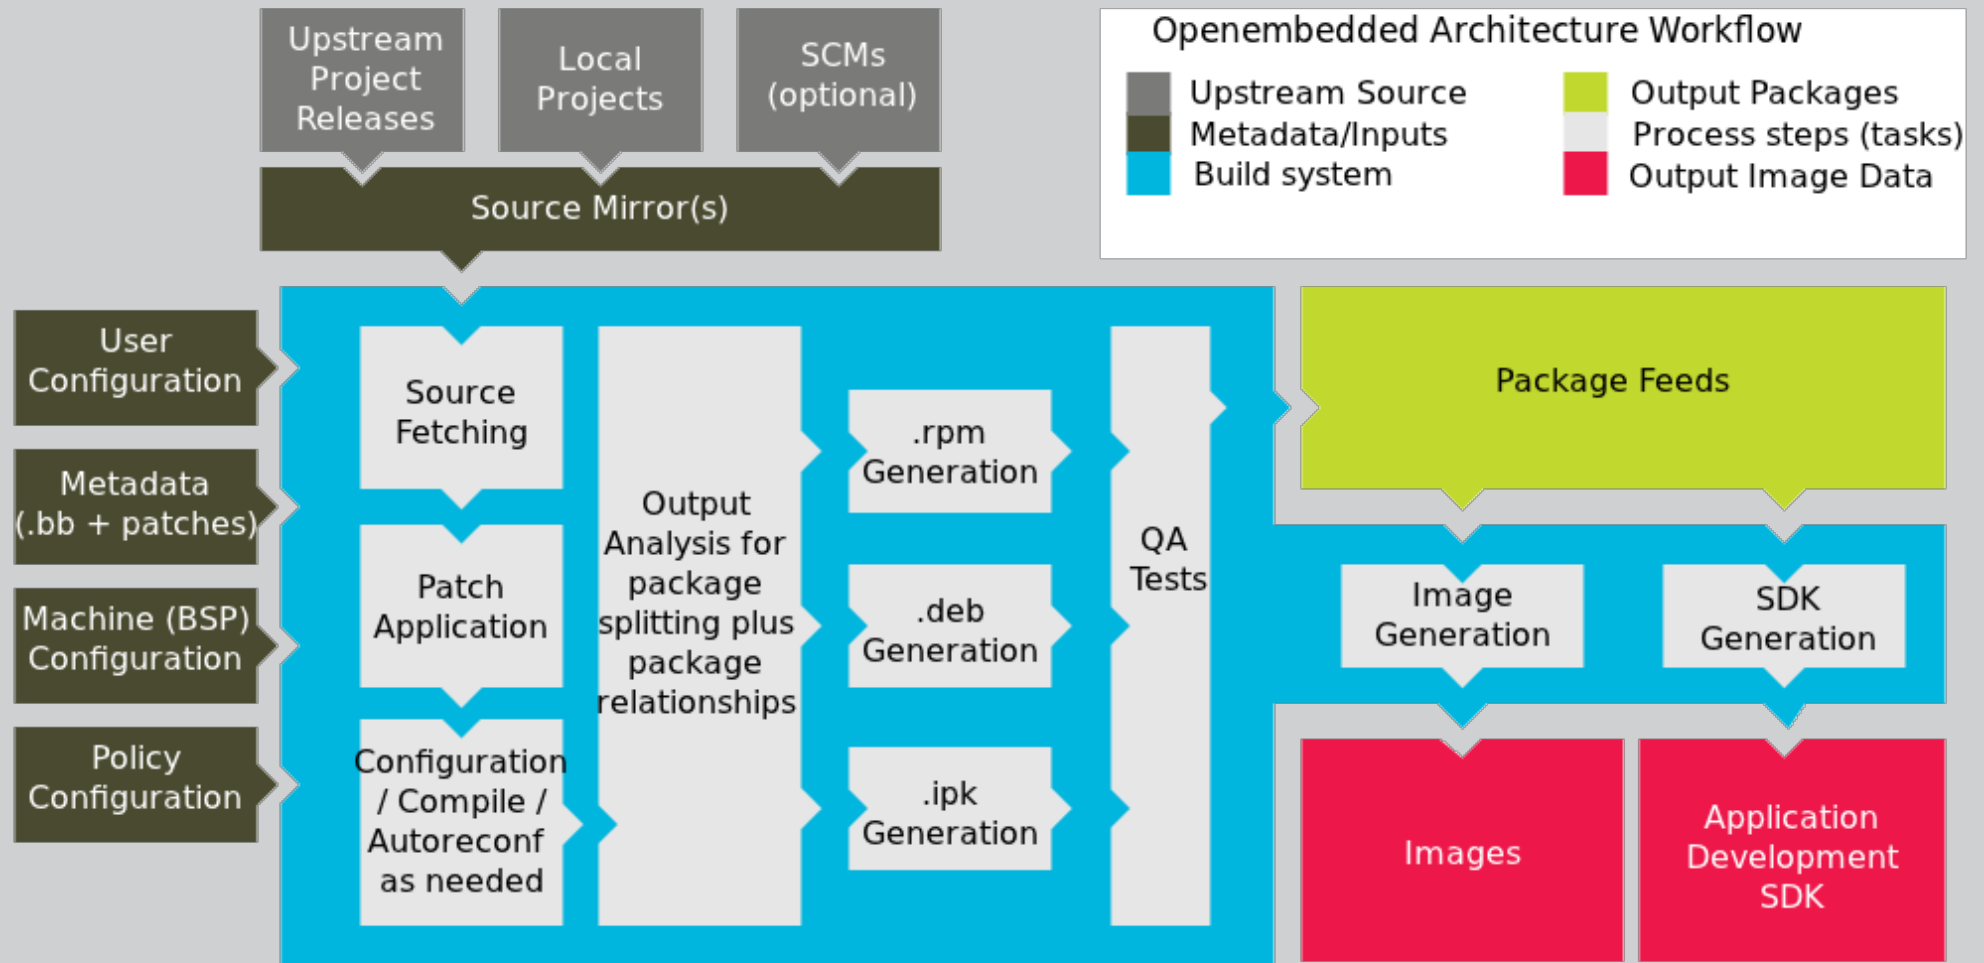 Upstream
Project
Releases
Local
Projects
SCMs
(optional)
Source Mirror(s)
Openembedded Architecture Workflow
Upstream Source
Metadata/Inputs
Build system
Output Packages
Process steps (tasks)
Output Image Data
User
Configuration
Metadata
(.bb + patches)
Machine (BSP)
Configuration
Policy
Configuration
Source
Fetching
Patch
Application
Configuration
/ Compile /
Autoreconf
as needed
Output
Analysis for
package
splitting plus
package
relationships
.rpm
Generation
.deb
Generation
.ipk
Generation
QA
Tests
Package Feeds
Image
Generation
SDK
Generation
Images
Application
Development
SDK